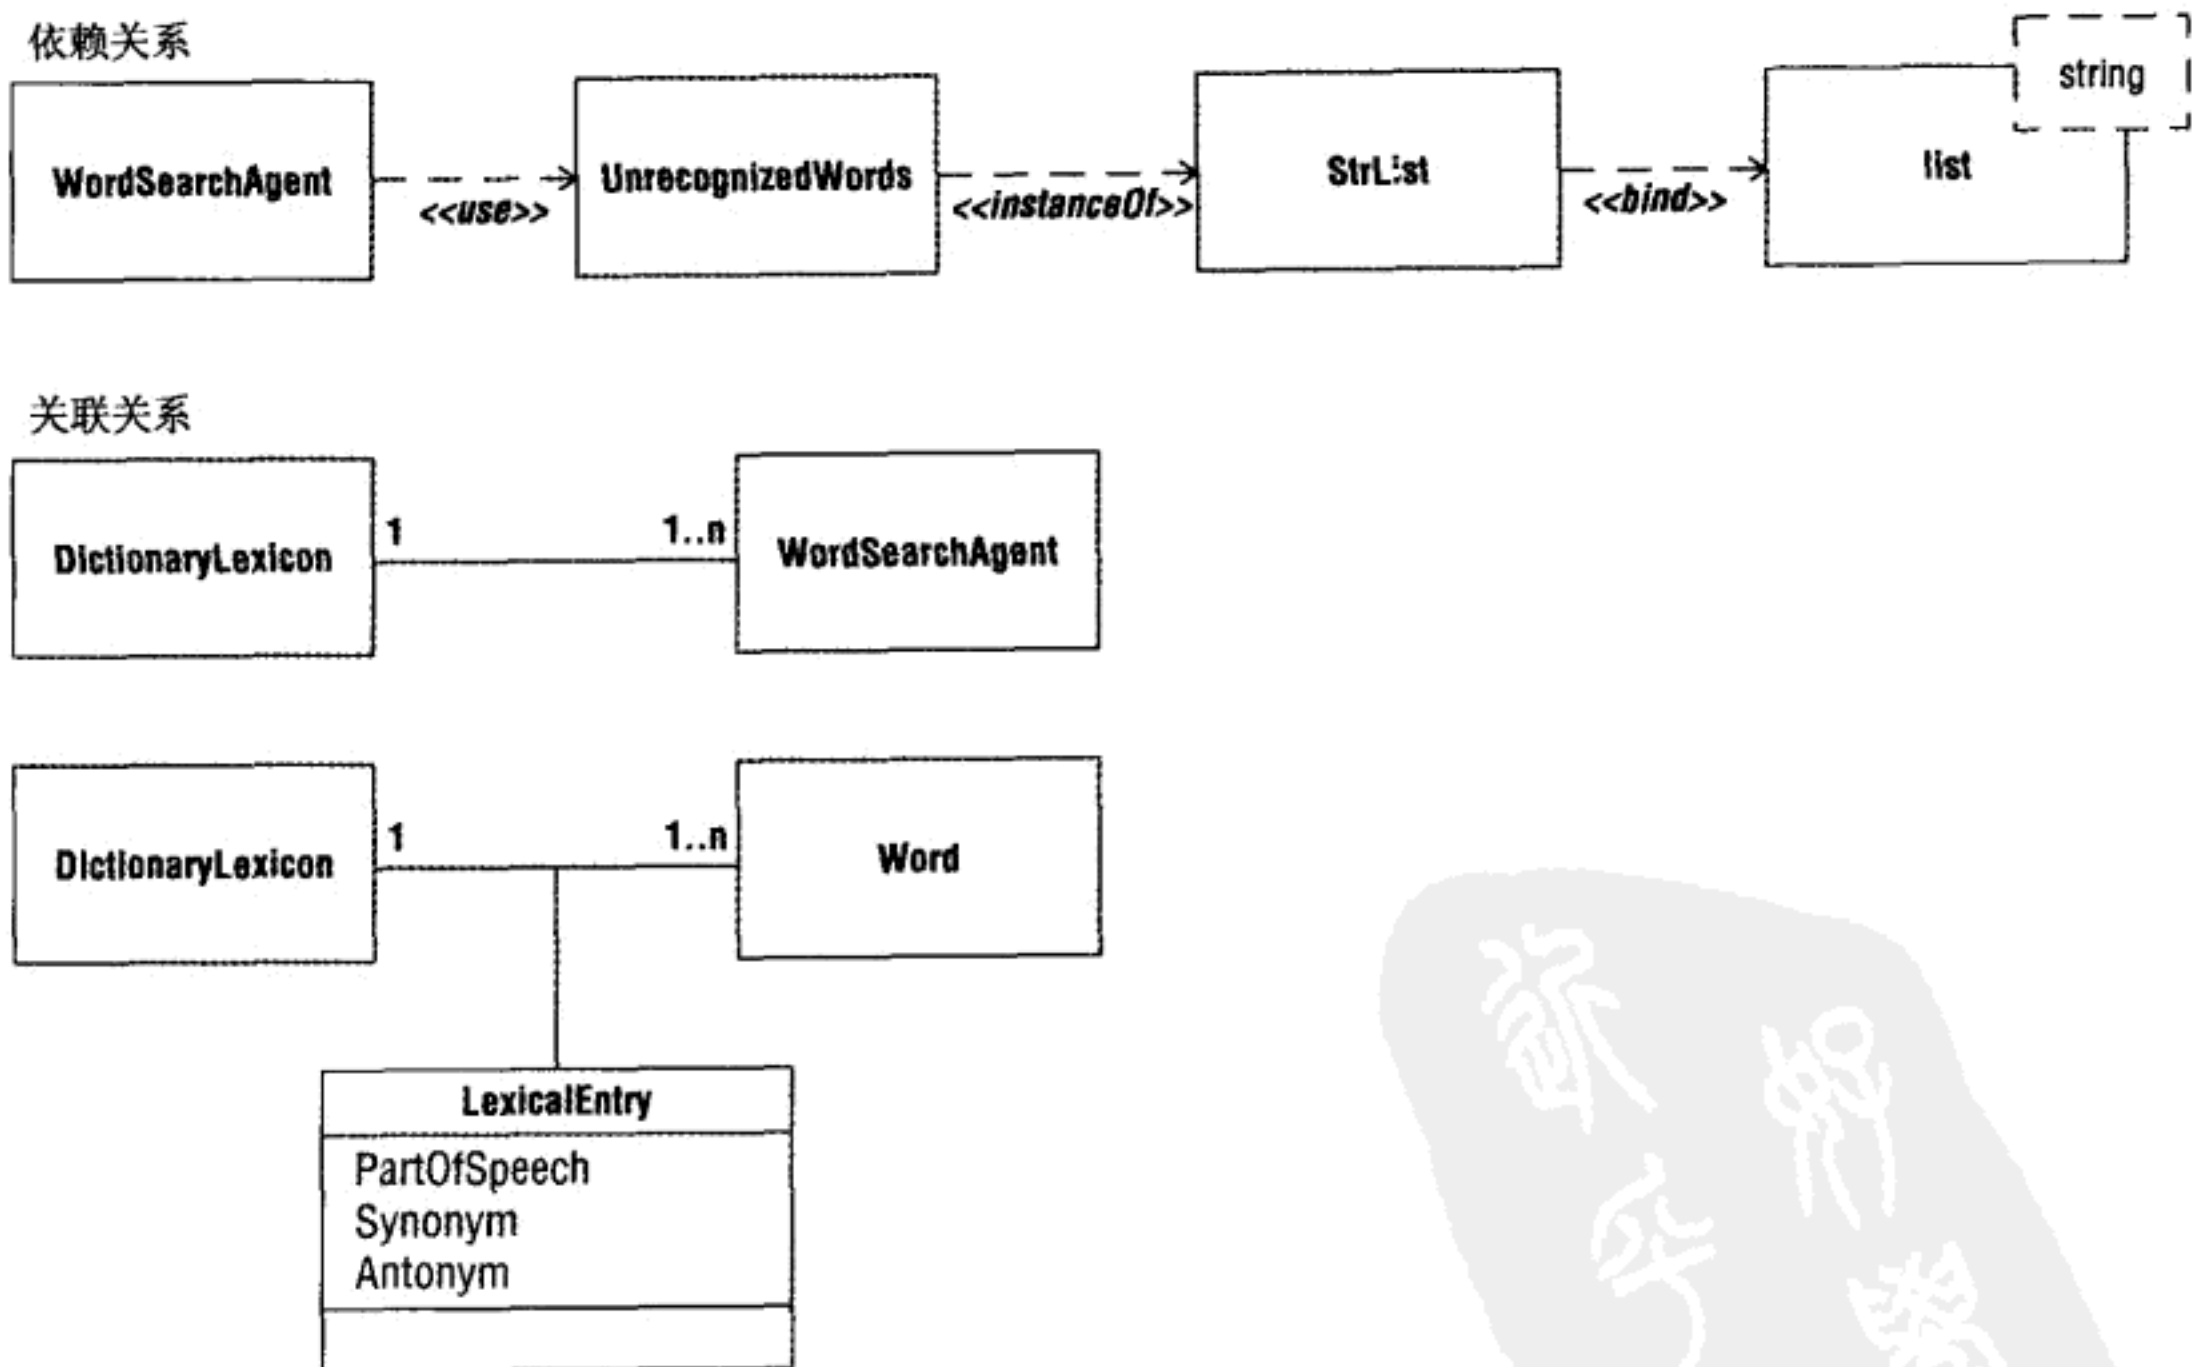 依赖关系
string
WordSearchAgent
<<use>>
UnrecognizedWords
<<instanceOf>>
StrList
<<bind>>
list
关联关系
DictionaryLexicon
1
1..n
WordSearchAgent
DictionaryLexicon
1
1..n
Word
LexicalEntry
PartOfSpeech
Synonym
Antonym